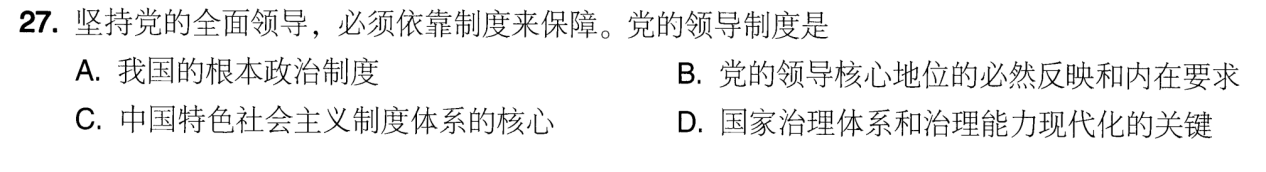 27. 坚持党的全面领导，必须依靠制度来保障。党的领导制度是
A. 我国的根本政治制度 B. 党的领导核心地位的必然反映和内在要求
C. 中国特色社会主义制度体系的核心 D. 国家治理体系和治理能力现代化的关键